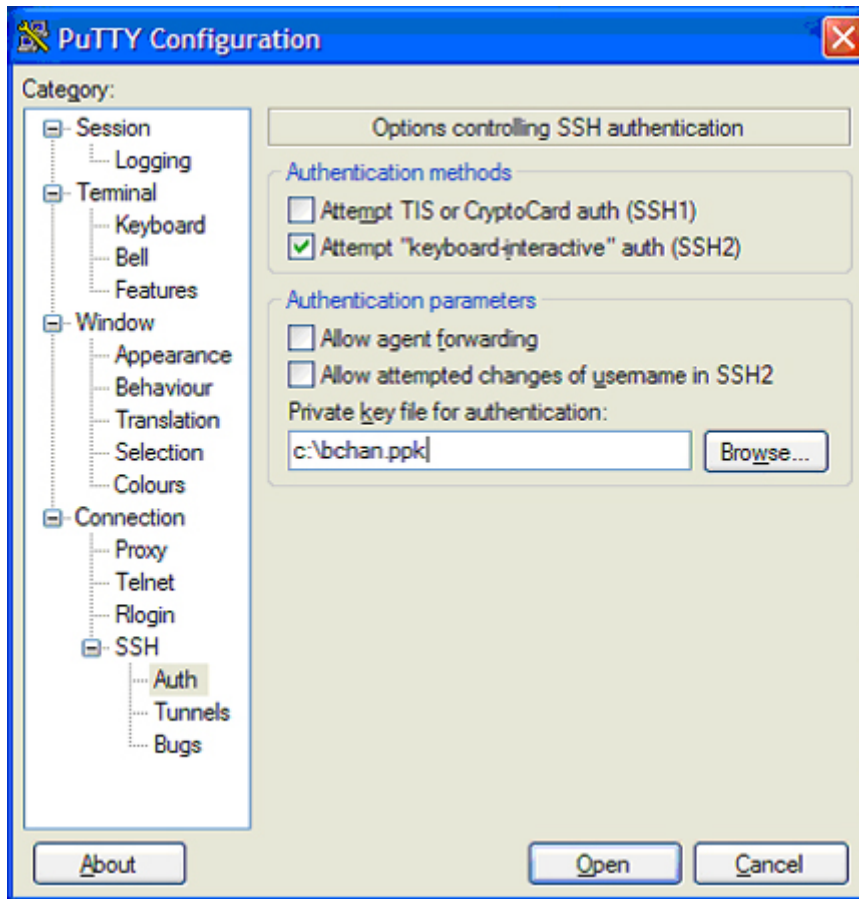 PuTTY Configuration
Category:
Session
Logging
Terminal
Keyboard
Bell
Features
Window
Appearance
Behaviour
Translation
Selection
Colours
Connection
Proxy
Telnet
Rlogin
SSH
Auth
Tunnels
Bugs
Options controlling SSH authentication
Authentication methods
Attempt TIS or CryptoCard auth (SSH1)
Attempt "keyboard-interactive" auth (SSH2)
Authentication parameters
Allow agent forwarding
Allow attempted changes of username in SSH2
Private key file for authentication:
c:\bchan.ppk
Browse...
About
Open
Cancel